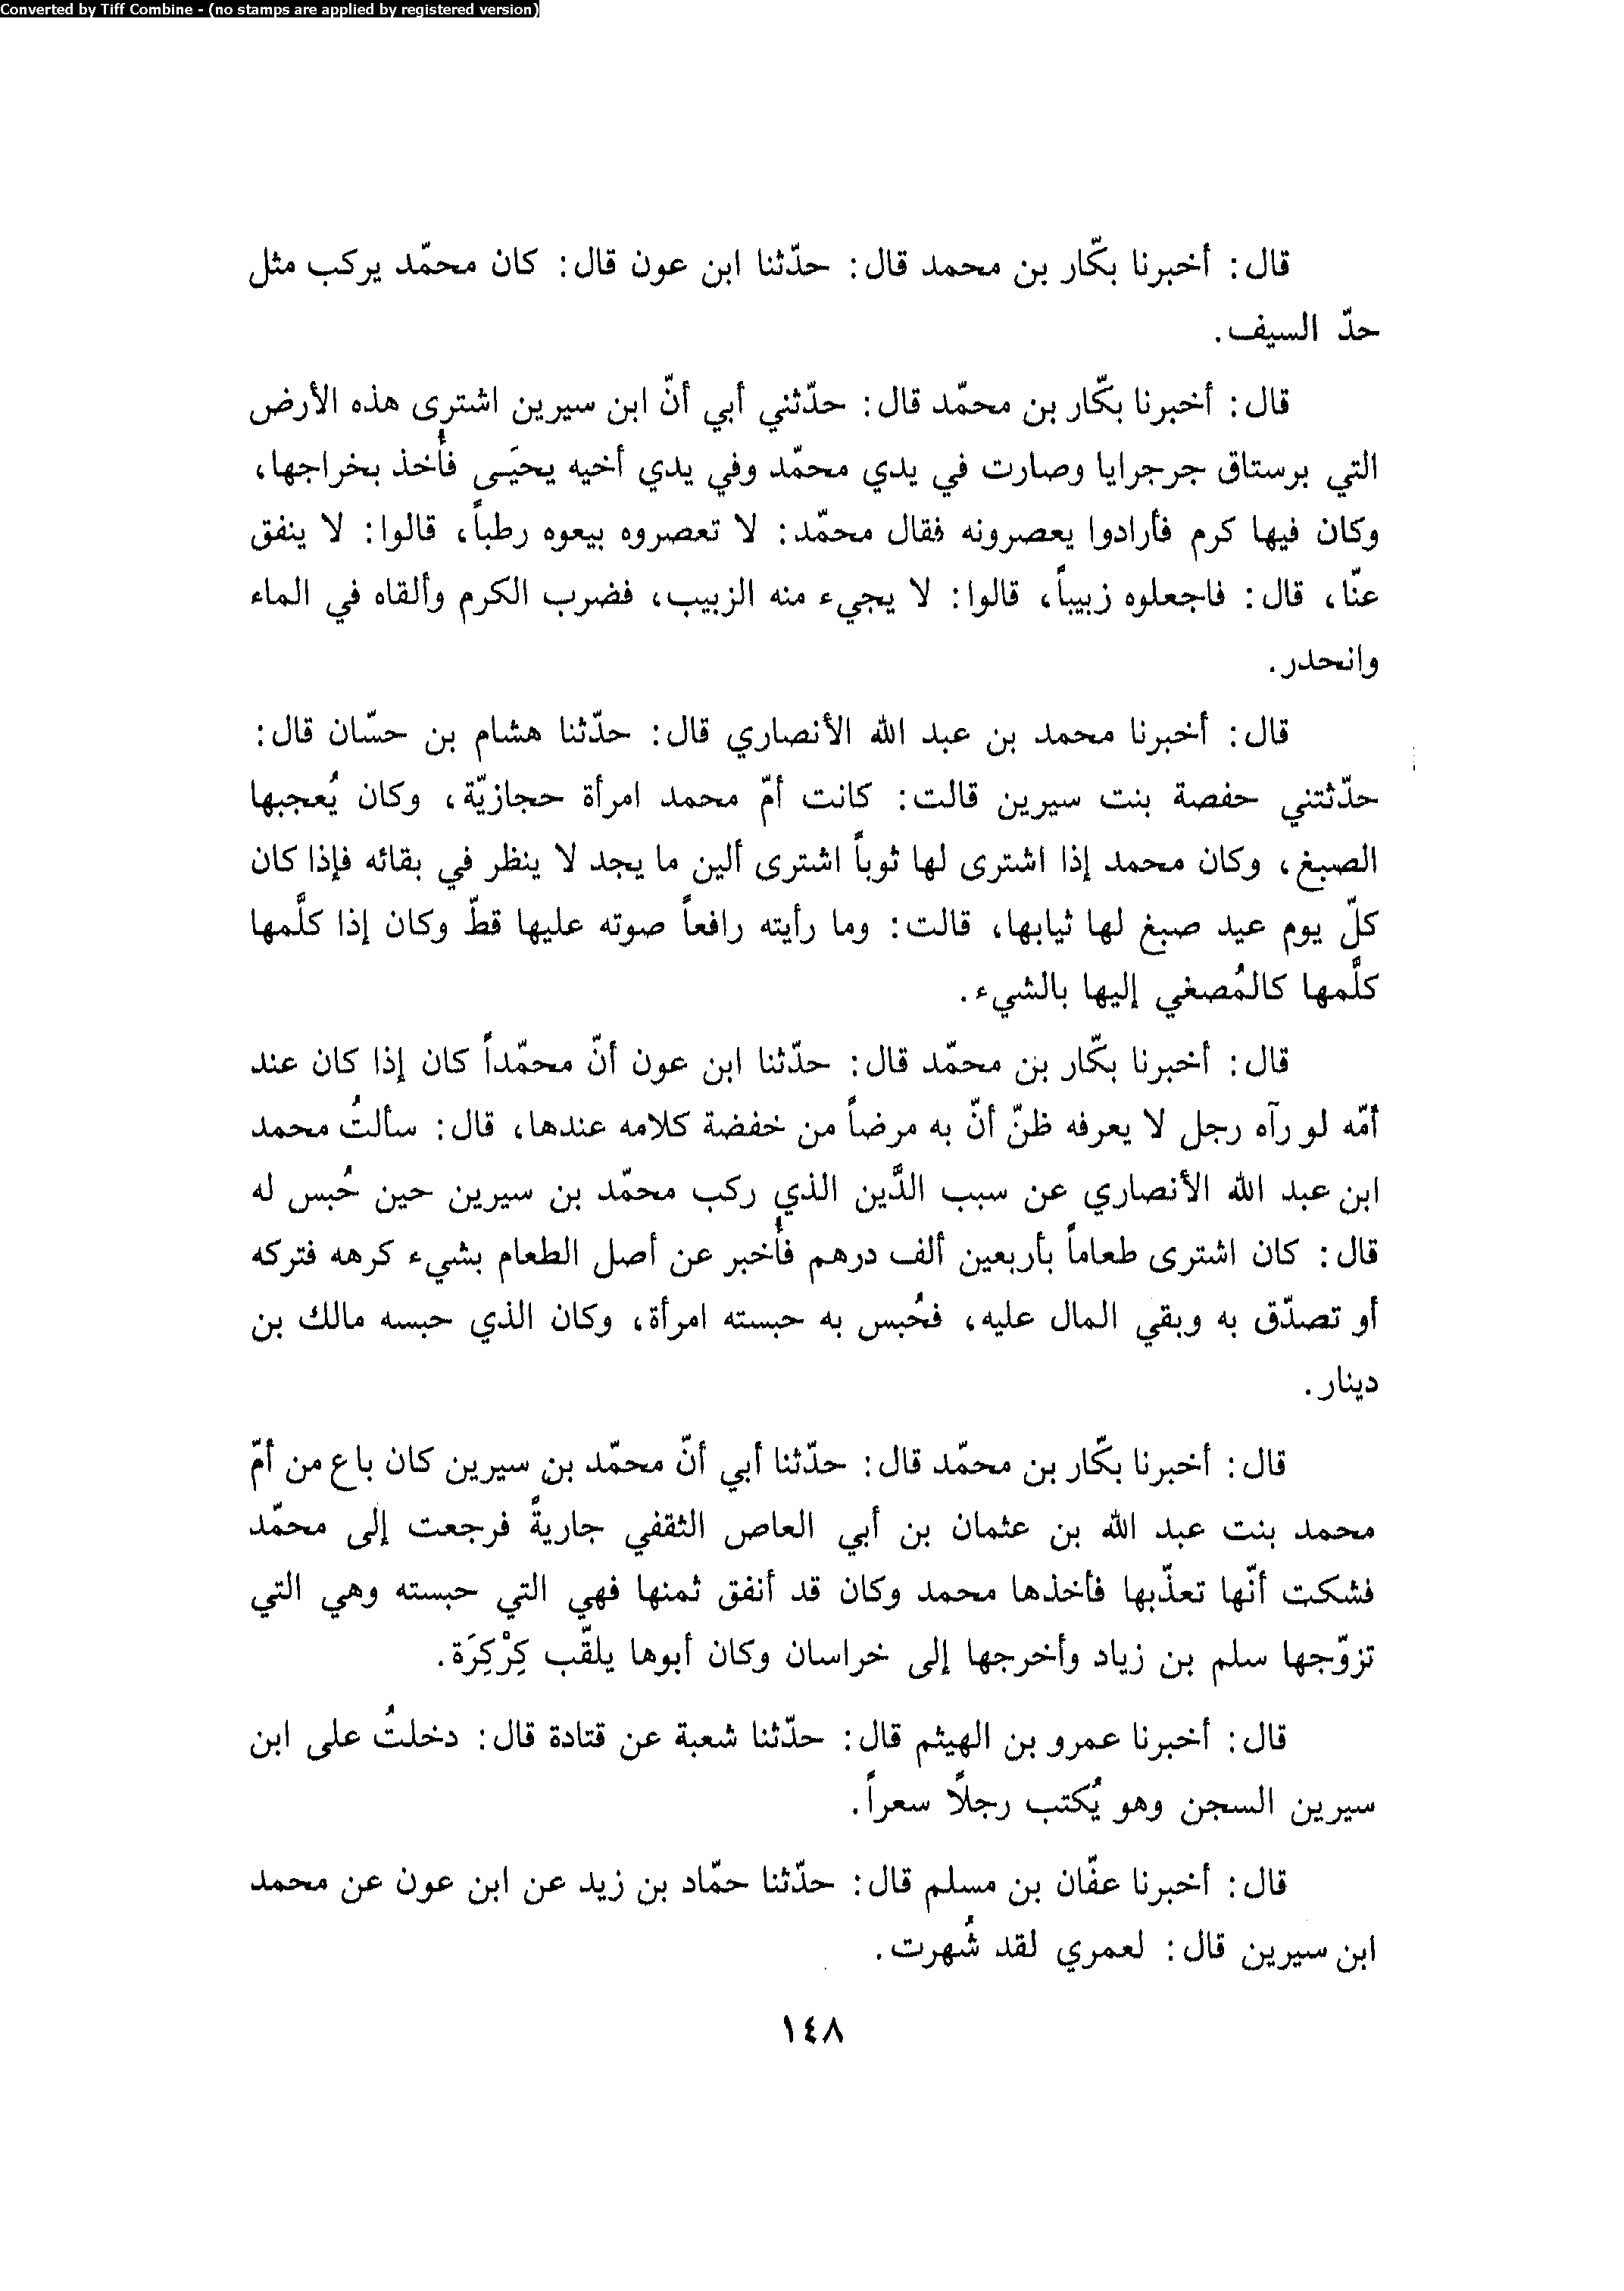 Converted by Tiff Combine - (no stamps are applied by registered version)
قال: أخبرنا بكّار بن محمد قال: حدّثنا ابن عون قال: كان محمّد يركب مثل
حدّ السيف.
قال: أخبرنا بكّار بن محمّد قال: حدّثني أبي أنّ ابن سيرين اشترى هذه الأرض
التي برستاق جرجرايا وصارت في يدي محمّد وفي يدي أخيه يحيَى فأُخذ بخراجها،
وكان فيها كرم فأرادوا يعصرونه فقال محمّد: لا تعصروه بيعوه رطباً، قالوا: لا ينفق
عنّا، قال: فاجعلوه زبيباً، قالوا: لا يجيء منه الزبيب، فضرب الكرم وألقاه في الماء
وانحدر.
قال: أخبرنا محمد بن عبد الله الأنصاري قال: حدّثنا هشام بن حسّان قال:
حدّثتني حفصة بنت سيرين قالت: كانت أمّ محمد امرأة حجازيّة، وكان يُعجبها
الصبغ، وكان محمد إذا اشترى لها ثوباً اشترى ألين ما يجد لا ينظر في بقائه فإذا كان
كلّ يوم عيد صبغ لها ثيابها، قالت: وما رأيته رافعاً صوته عليها قطّ وكان إذا كلَّمها
كلَّمها كالمُصغي إليها بالشيء.
قال: أخبرنا بكّار بن محمّد قال: حدّثنا ابن عون أنّ محمّداً كان إذا كان عند
أمّه لو رآه رجل لا يعرفه ظنّ أنّ به مرضاً من خفضة كلامه عندها، قال: سألتُ محمد
ابن عبد الله الأنصاري عن سبب الدَّين الذي ركب محمّد بن سيرين حين حُبس له
قال: كان اشترى طعاماً بأربعين ألف درهم فأُخبر عن أصل الطعام بشيء كرهه فتركه
أو تصدّق به وبقي المال عليه، فحُبس به حبسته امرأة، وكان الذي حبسه مالك بن
دينار.
قال: أخبرنا بكّار بن محمّد قال: حدّثنا أبي أنّ محمّد بن سيرين كان باع من أمّ
محمد بنت عبد الله بن عثمان بن أبي العاص الثقفي جاريةً فرجعت إلى محمّد
فشكت أنّها تعذّبها فأخذها محمد وكان قد أنفق ثمنها فهي التي حبسته وهي التي
تزوّجها سلم بن زياد وأخرجها إلى خراسان وكان أبوها يلقّب كِرْكِرَة.
قال: أخبرنا عمرو بن الهيثم قال: حدّثنا شعبة عن قتادة قال: دخلتُ على ابن
سيرين السجن وهو يُكتب رجلاً سعراً.
قال: أخبرنا عفّان بن مسلم قال: حدّثنا حمّاد بن زيد عن ابن عون عن محمد
ابن سيرين قال: لعمري لقد شُهرت.
١٤٨